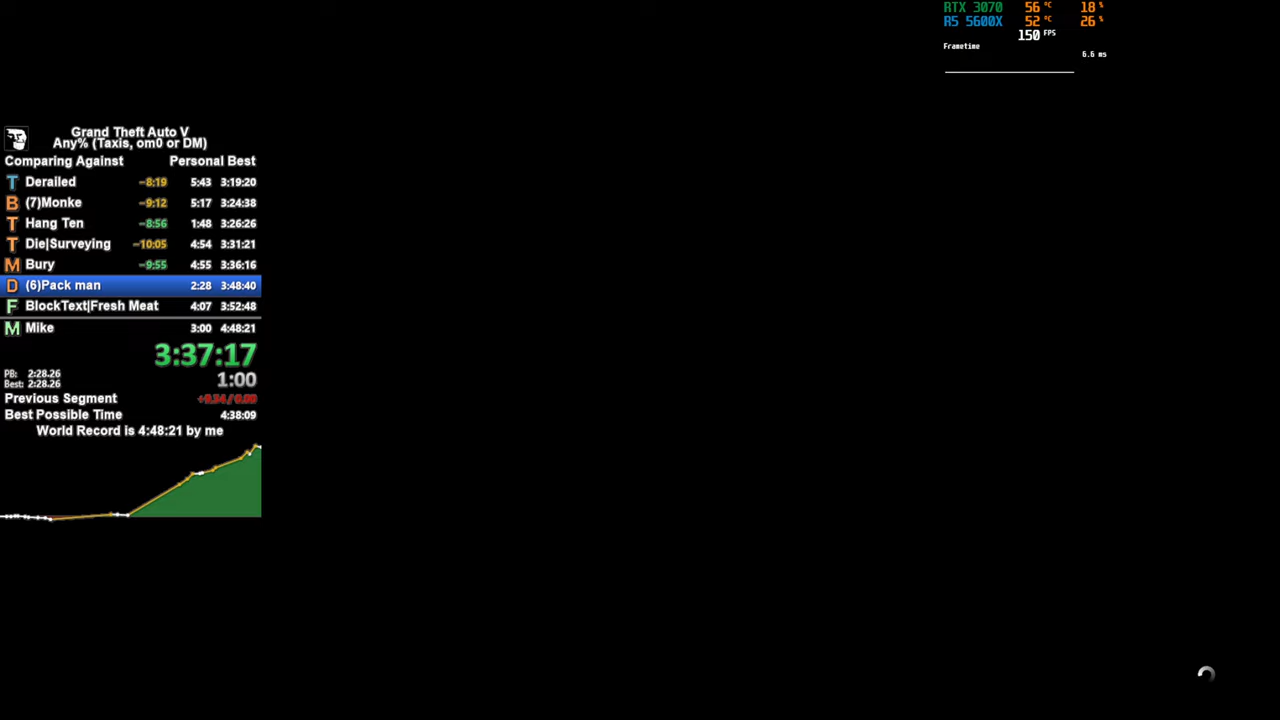 RTX 3070 56 °C 18 %
R5 5600X 52 °C 26 %
150 FPS
Frametime
6.6 ms
Grand Theft Auto V
Any% (Taxis, om0 or DM)
Comparing Against Personal Best
T Derailed −8:19 5:43 3:19:20
B (7)Monke −9:12 5:17 3:24:38
T Hang Ten −8:56 1:48 3:26:26
T Die|Surveying −10:05 4:54 3:31:21
M Bury −9:55 4:55 3:36:16
D (6)Pack man 2:28 3:48:40
F BlockText|Fresh Meat 4:07 3:52:48
M Mike 3:00 4:48:21
3:37:17
PB: 2:28.26
Best: 2:28.26
1:00
Previous Segment
Best Possible Time 4:38:09
World Record is 4:48:21 by me